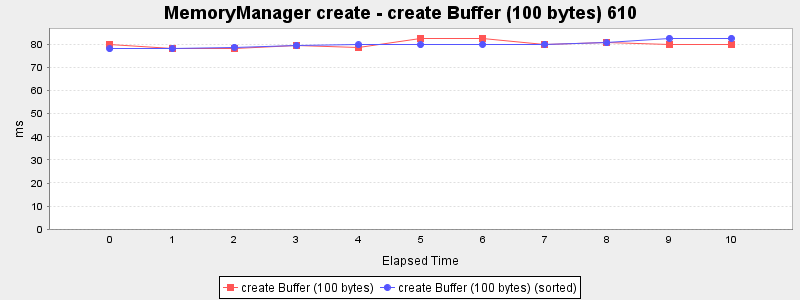 MemoryManager create - create Buffer (100 bytes) 610
80
70
60
50
40
30
20
10
0
ms
0 1 2 3 4 5 6 7 8 9 10
Elapsed Time
create Buffer (100 bytes) create Buffer (100 bytes) (sorted)